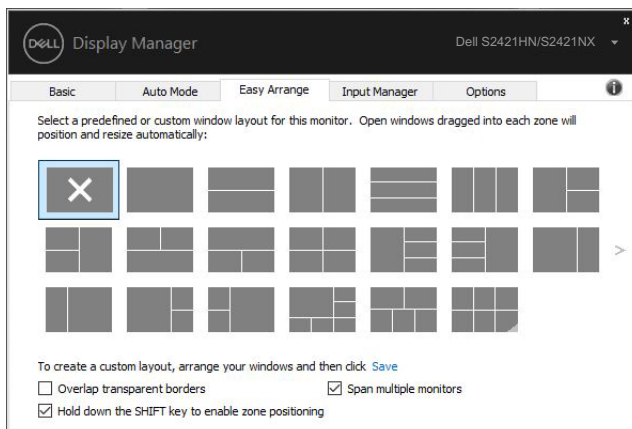 x
DELL Display Manager Dell S2421HN/S2421NX
Basic Auto Mode Easy Arrange Input Manager Options
Select a predefined or custom window layout for this monitor. Open windows dragged into each zone will
position and resize automatically:
To create a custom layout, arrange your windows and then click Save
Overlap transparent borders Span multiple monitors
Hold down the SHIFT key to enable zone positioning